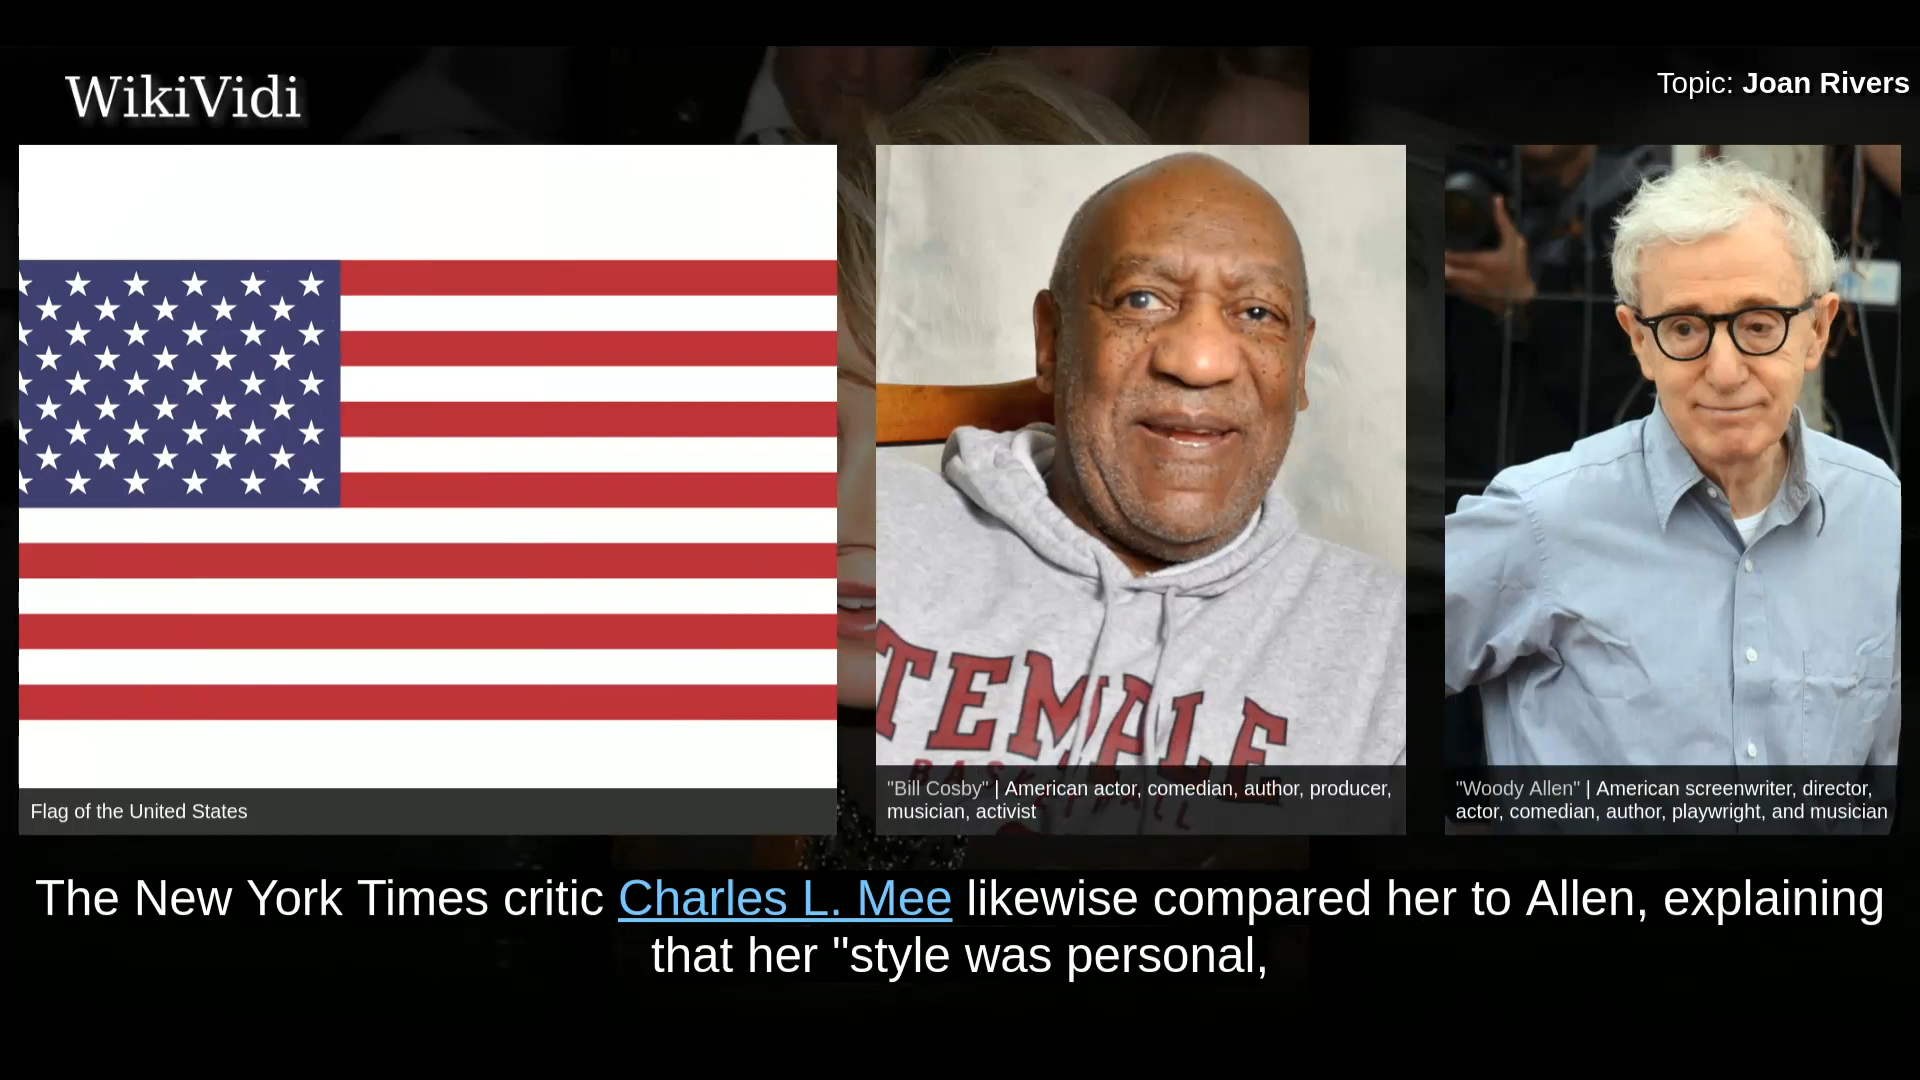 WikiVidi
Topic: Joan Rivers
TEMPLE
BASKETBALL
Flag of the United States
"Bill Cosby" | American actor, comedian, author, producer,
musician, activist
"Woody Allen" | American screenwriter, director,
actor, comedian, author, playwright, and musician
The New York Times critic Charles L. Mee likewise compared her to Allen, explaining
that her "style was personal,